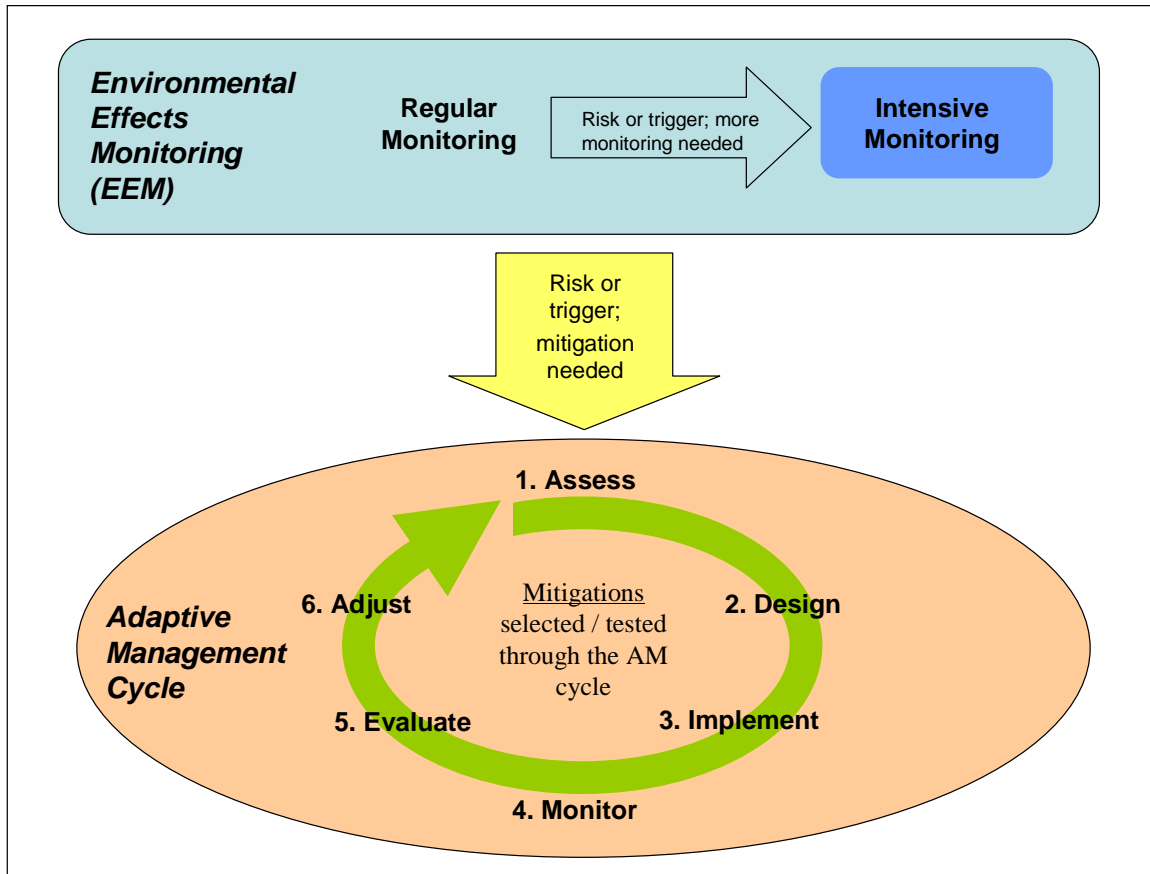 Environmental
Effects
Monitoring
(EEM)
Regular
Monitoring
Risk or trigger; more
monitoring needed
Intensive
Monitoring
Risk or
trigger;
mitigation
needed
1. Assess
2. Design
3. Implement
4. Monitor
5. Evaluate
6. Adjust
Mitigations
selected / tested
through the AM
cycle
Adaptive
Management
Cycle